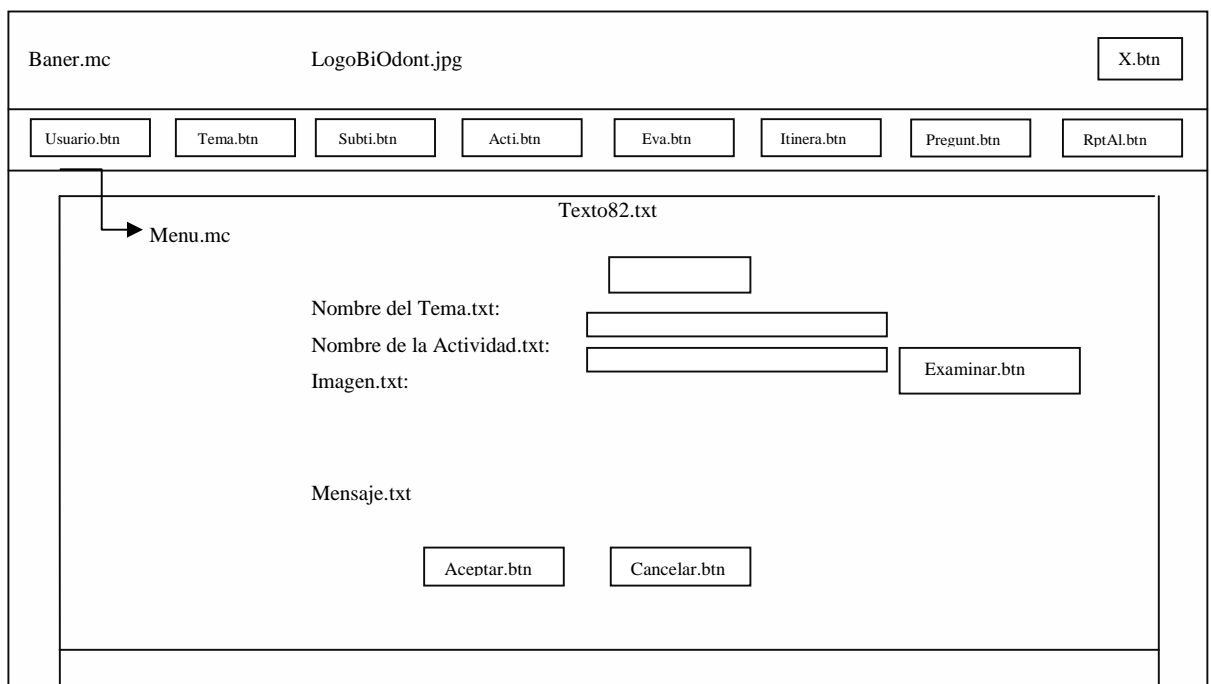 Baner.mc LogoBiOdont.jpg X.btn
Usuario.btn Tema.btn Subti.btn Acti.btn Eva.btn Itinera.btn Pregunt.btn RptAl.btn
Texto82.txt
Menu.mc
Nombre del Tema.txt:
Nombre de la Actividad.txt:
Imagen.txt: Examinar.btn
Mensaje.txt
Aceptar.btn Cancelar.btn